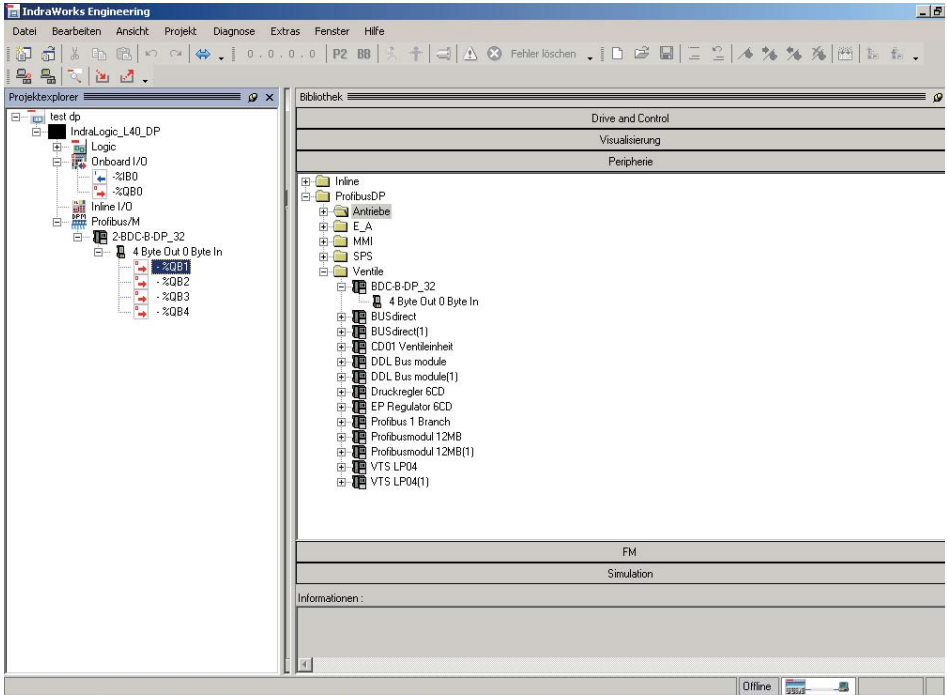 IndraWorks Engineering
Datei Bearbeiten Ansicht Projekt Diagnose Extras Fenster Hilfe
0 . 0 . 0 . 0 P2 BB Fehler löschen
Projektexplorer
test dp
IndraLogic_L40_DP
Logic
Onboard I/O
-%IB0
-%QB0
Inline I/O
DPM
Profibus/M
2-BDC-B-DP_32
4 Byte Out 0 Byte In
- %QB1
- %QB2
- %QB3
- %QB4
Bibliothek
Drive and Control
Visualisierung
Peripherie
Inline
ProfibusDP
Antriebe
E_A
MMI
SPS
Ventile
BDC-B-DP_32
4 Byte Out 0 Byte In
BUSdirect
BUSdirect(1)
CD01 Ventileinheit
DDL Bus module
DDL Bus module(1)
Druckregler 6CD
EP Regulator 6CD
Profibus 1 Branch
Profibusmodul 12MB
Profibusmodul 12MB(1)
VTS LP04
VTS LP04(1)
FM
Simulation
Informationen :
Offline